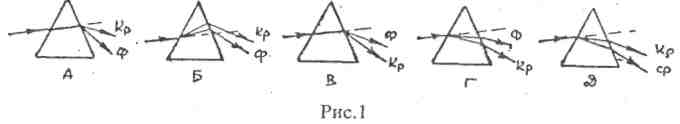 кр кр ф ф кр
ф ф кр кр ср
А Б В Г Д
Рис.1